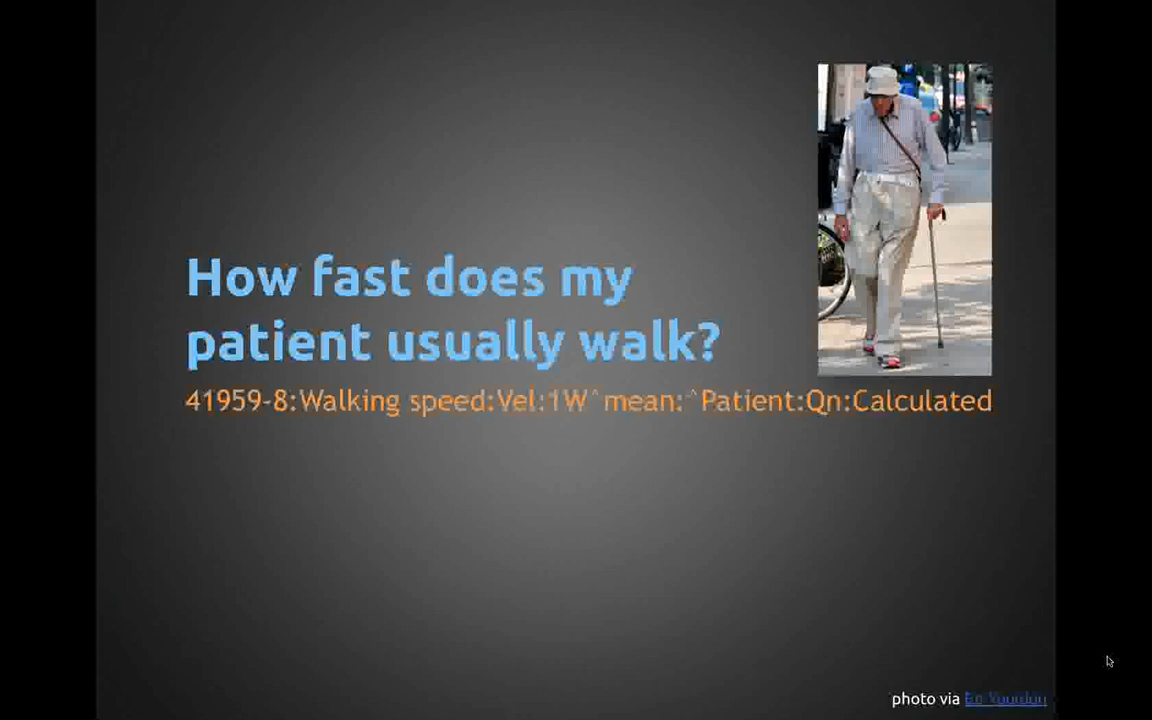 How fast does my
patient usually walk?
41959-8:Walking speed:Vel:1W^mean:^Patient:Qn:Calculated
photo via